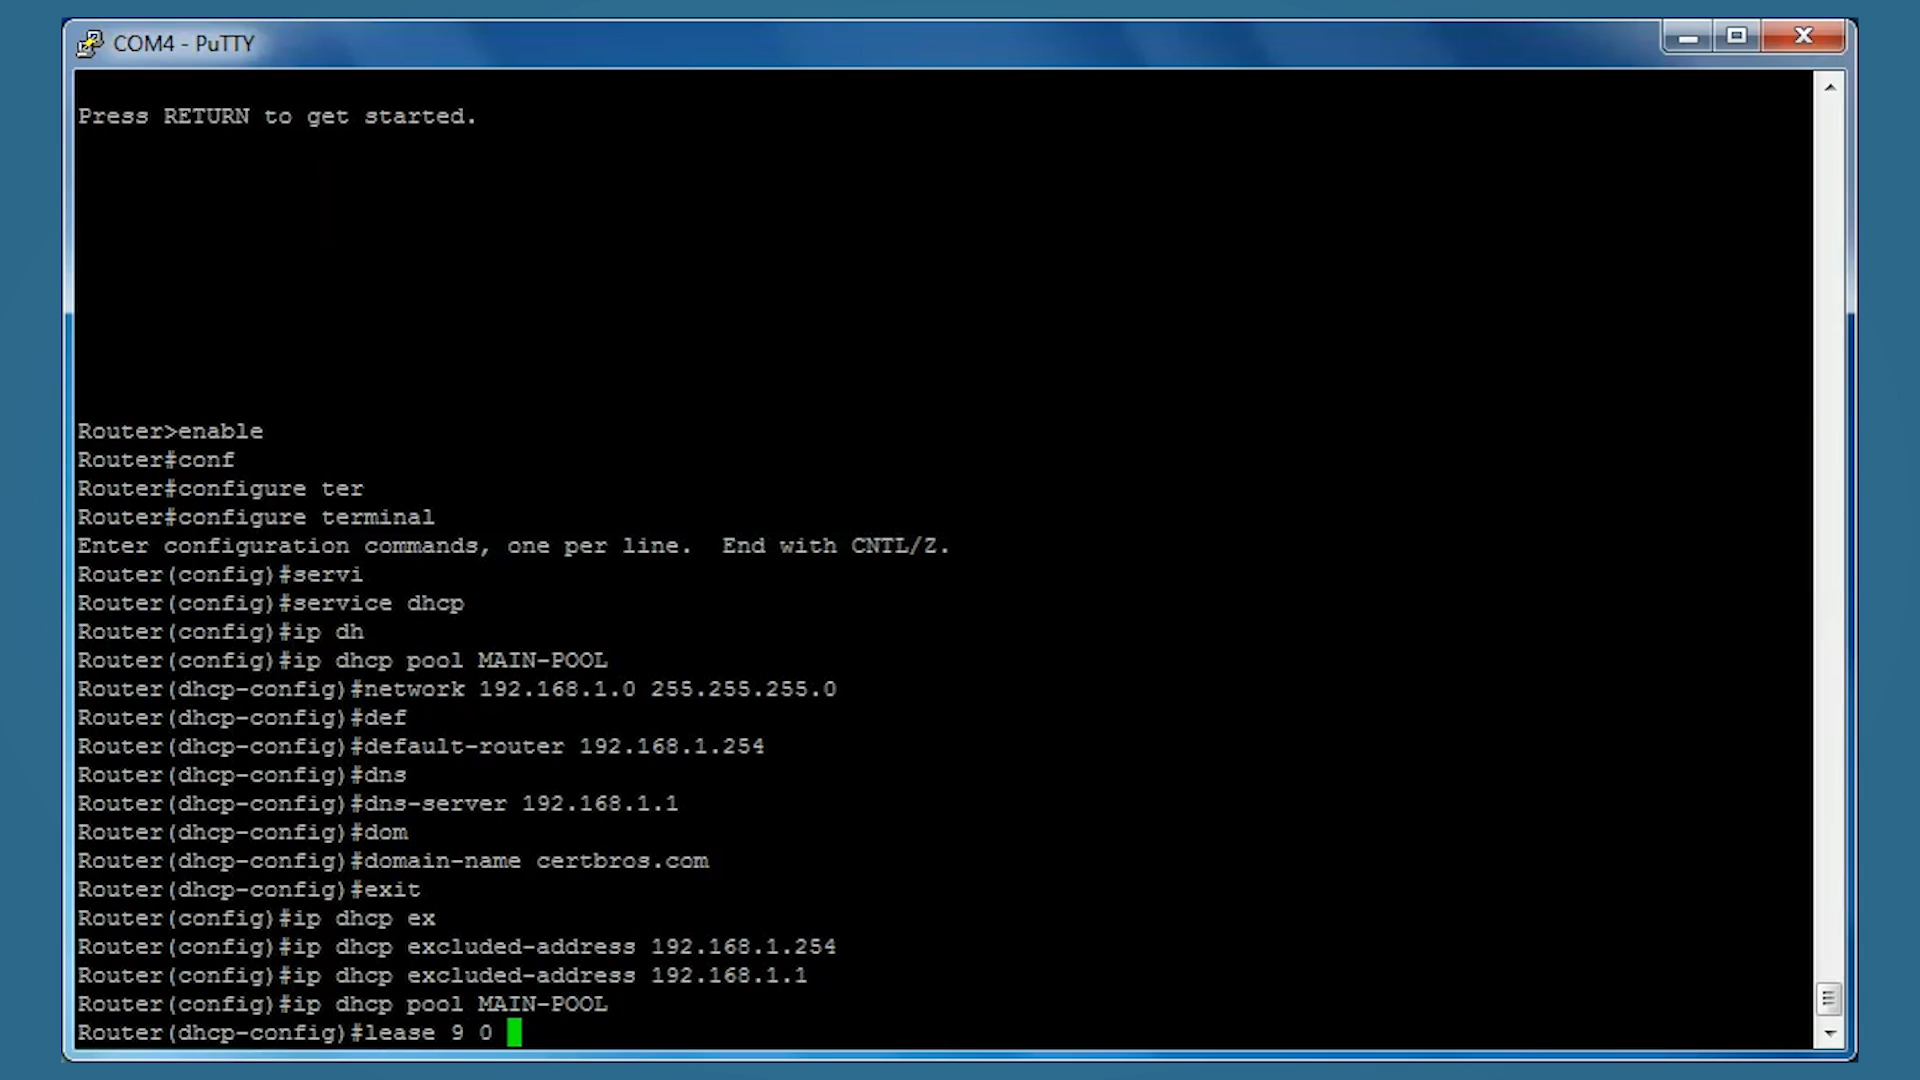 COM4 - PuTTY
Press RETURN to get started.
Router>enable
Router#conf
Router#configure ter
Router#configure terminal
Enter configuration commands, one per line.  End with CNTL/Z.
Router(config)#servi
Router(config)#service dhcp
Router(config)#ip dh
Router(config)#ip dhcp pool MAIN-POOL
Router(dhcp-config)#network 192.168.1.0 255.255.255.0
Router(dhcp-config)#def
Router(dhcp-config)#default-router 192.168.1.254
Router(dhcp-config)#dns
Router(dhcp-config)#dns-server 192.168.1.1
Router(dhcp-config)#dom
Router(dhcp-config)#domain-name certbros.com
Router(dhcp-config)#exit
Router(config)#ip dhcp ex
Router(config)#ip dhcp excluded-address 192.168.1.254
Router(config)#ip dhcp excluded-address 192.168.1.1
Router(config)#ip dhcp pool MAIN-POOL
Router(dhcp-config)#lease 9 0